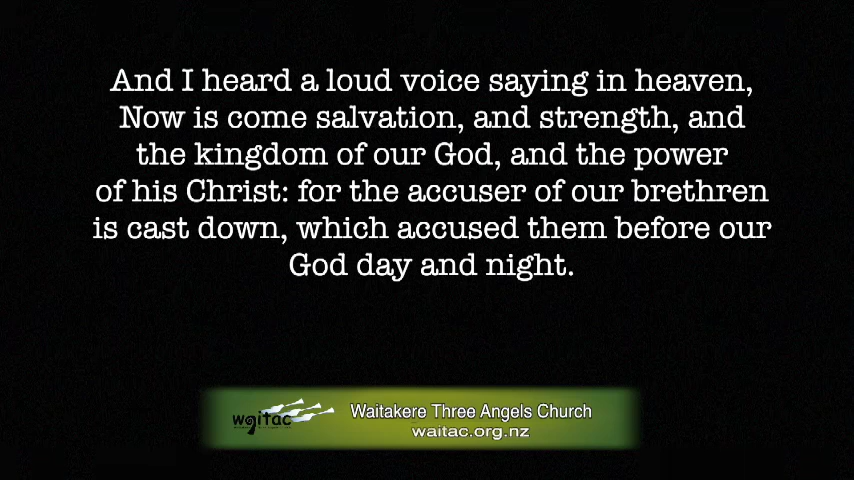 And I heard a loud voice saying in heaven,
Now is come salvation, and strength, and
the kingdom of our God, and the power
of his Christ: for the accuser of our brethren
is cast down, which accused them before our
God day and night.
waitac
Waitakere Three Angels Church
waitac.org.nz